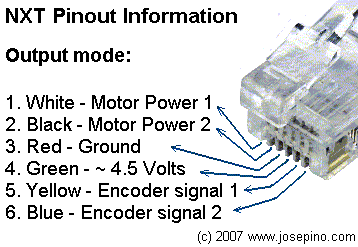 NXT Pinout Information
Output mode:
1. White - Motor Power 1
2. Black - Motor Power 2
3. Red - Ground
4. Green - ~ 4.5 Volts
5. Yellow - Encoder signal 1
6. Blue - Encoder signal 2
(c) 2007 www.josepino.com